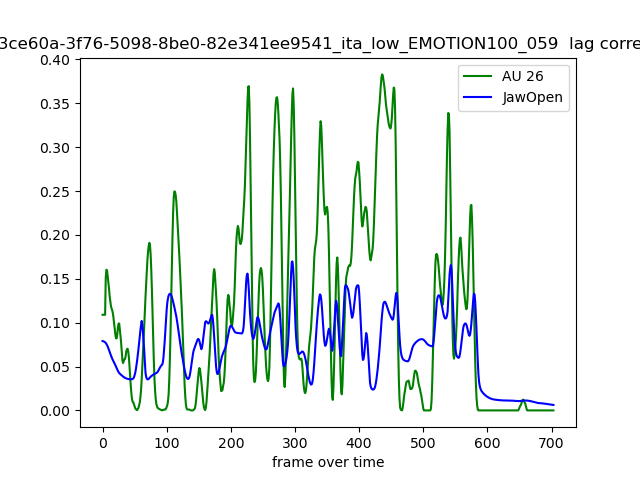 3ce60a-3f76-5098-8be0-82e341ee9541_ita_low_EMOTION100_059 lag corre
AU 26
JawOpen
0.40
0.35
0.30
0.25
0.20
0.15
0.10
0.05
0.00
0 100 200 300 400 500 600 700
frame over time